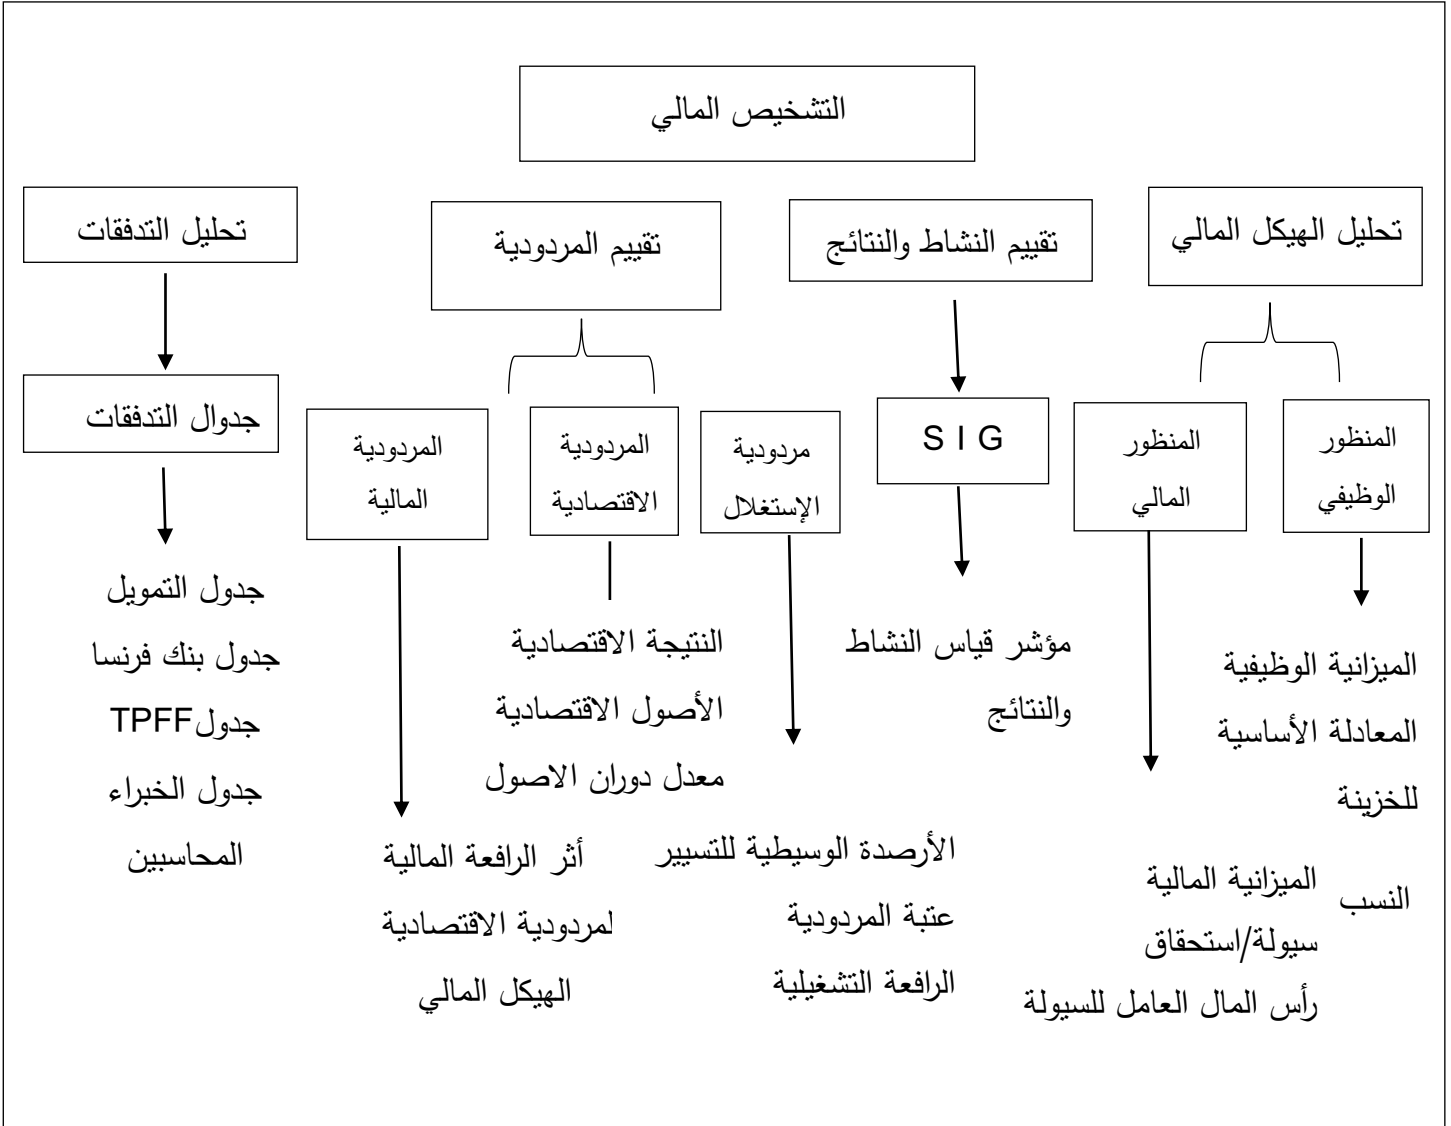 التشخيص المالي
تحليل الهيكل المالي
تقييم النشاط والنتائج
تقييم المردودية
تحليل التدفقات
المنظور
الوظيفي
المنظور
المالي
S I G
مردودية
الإستغلال
المردودية
الاقتصادية
المردودية
المالية
جدوال التدفقات
الميزانية الوظيفية
المعادلة الأساسية
للخزينة
النسب
الميزانية المالية
سيولة/استحقاق
رأس المال العامل للسيولة
مؤشر قياس النشاط
والنتائج
الأرصدة الوسيطية للتسيير
عتبة المردودية
الرافعة التشغيلية
النتيجة الاقتصادية
الأصول الاقتصادية
معدل دوران الاصول
أثر الرافعة المالية
لمردودية الاقتصادية
الهيكل المالي
جدول التمويل
جدول بنك فرنسا
جدولTPFF
جدول الخبراء
المحاسبين